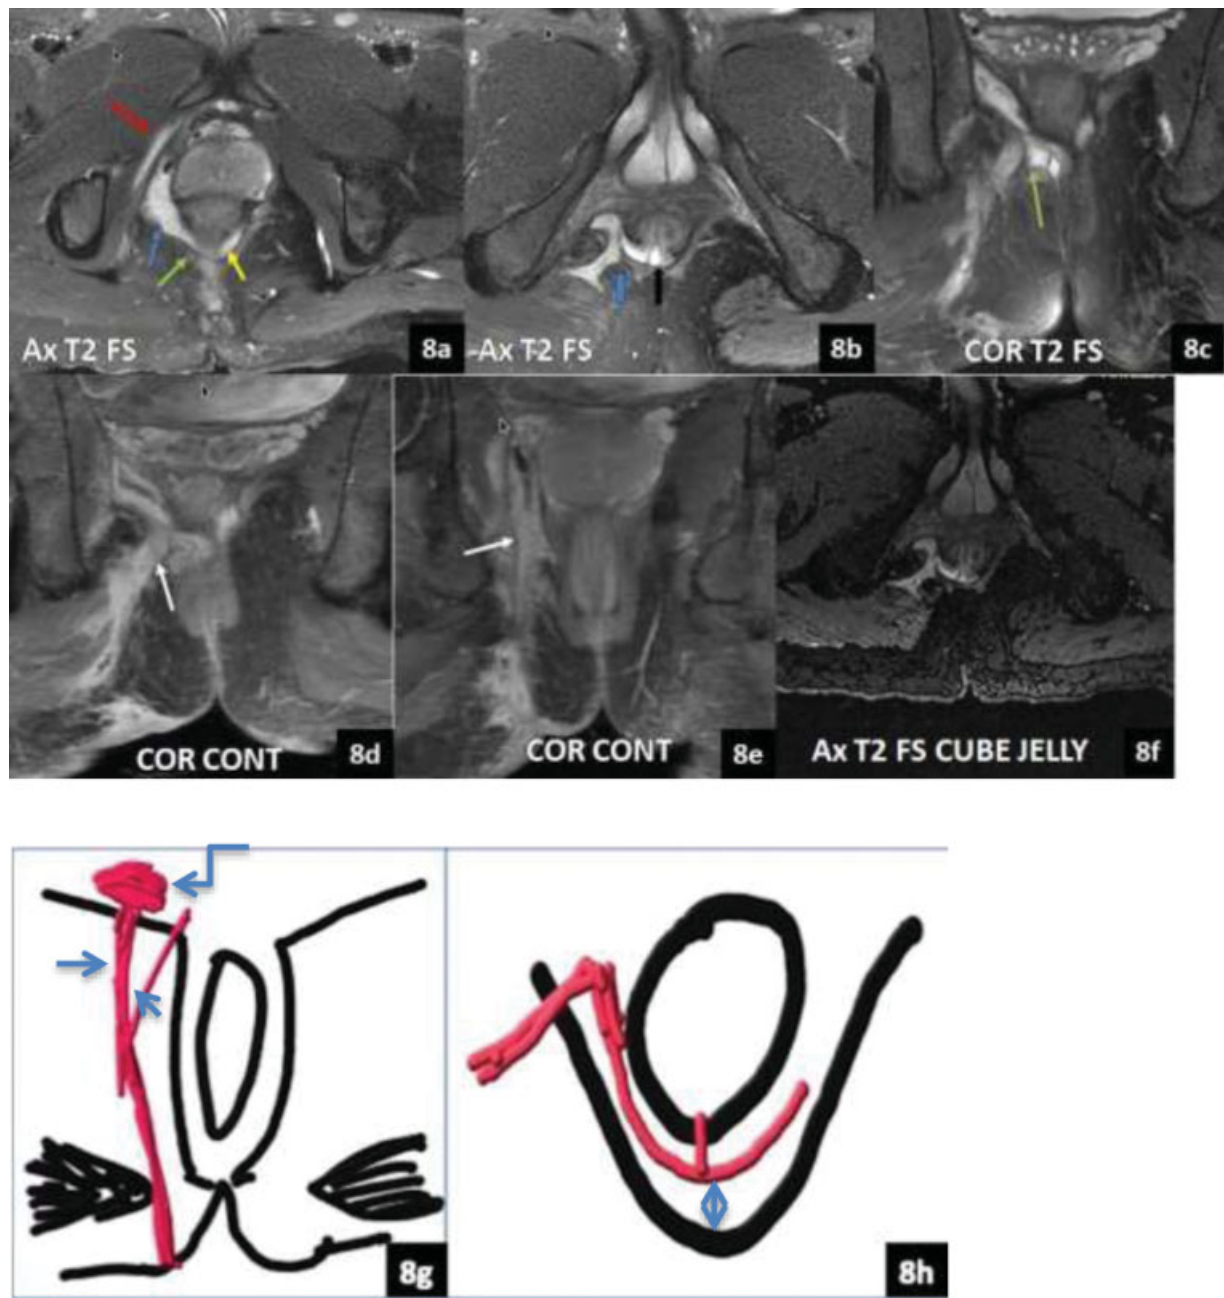 Ax T2 FS
8a
Ax T2 FS
8b
COR T2 FS
8c
COR CONT
8d
COR CONT
8e
Ax T2 FS CUBE JELLY
8f
8g
8h